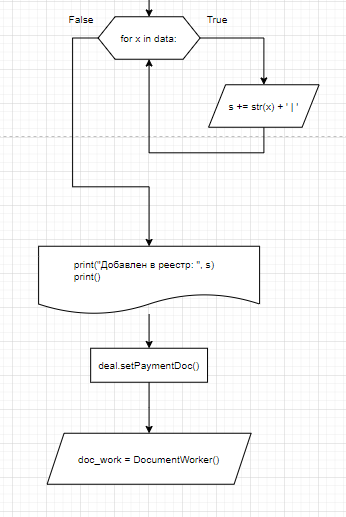 False
True
for x in data:
s += str(x) + ' | '
print("Добавлен в реестр: ", s)
print()
deal.setPaymentDoc()
doc_work = DocumentWorker()